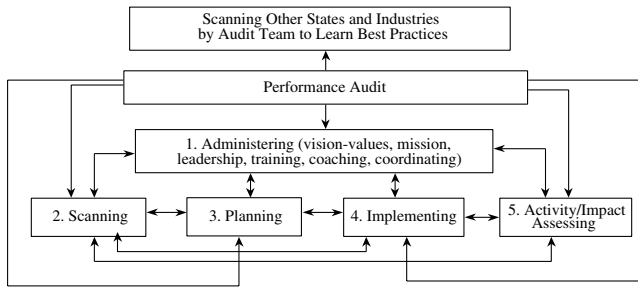 Scanning Other States and Industries
by Audit Team to Learn Best Practices
Performance Audit
1. Administering (vision-values, mission,
leadership, training, coaching, coordinating)
2. Scanning
3. Planning
4. Implementing
5. Activity/Impact
Assessing